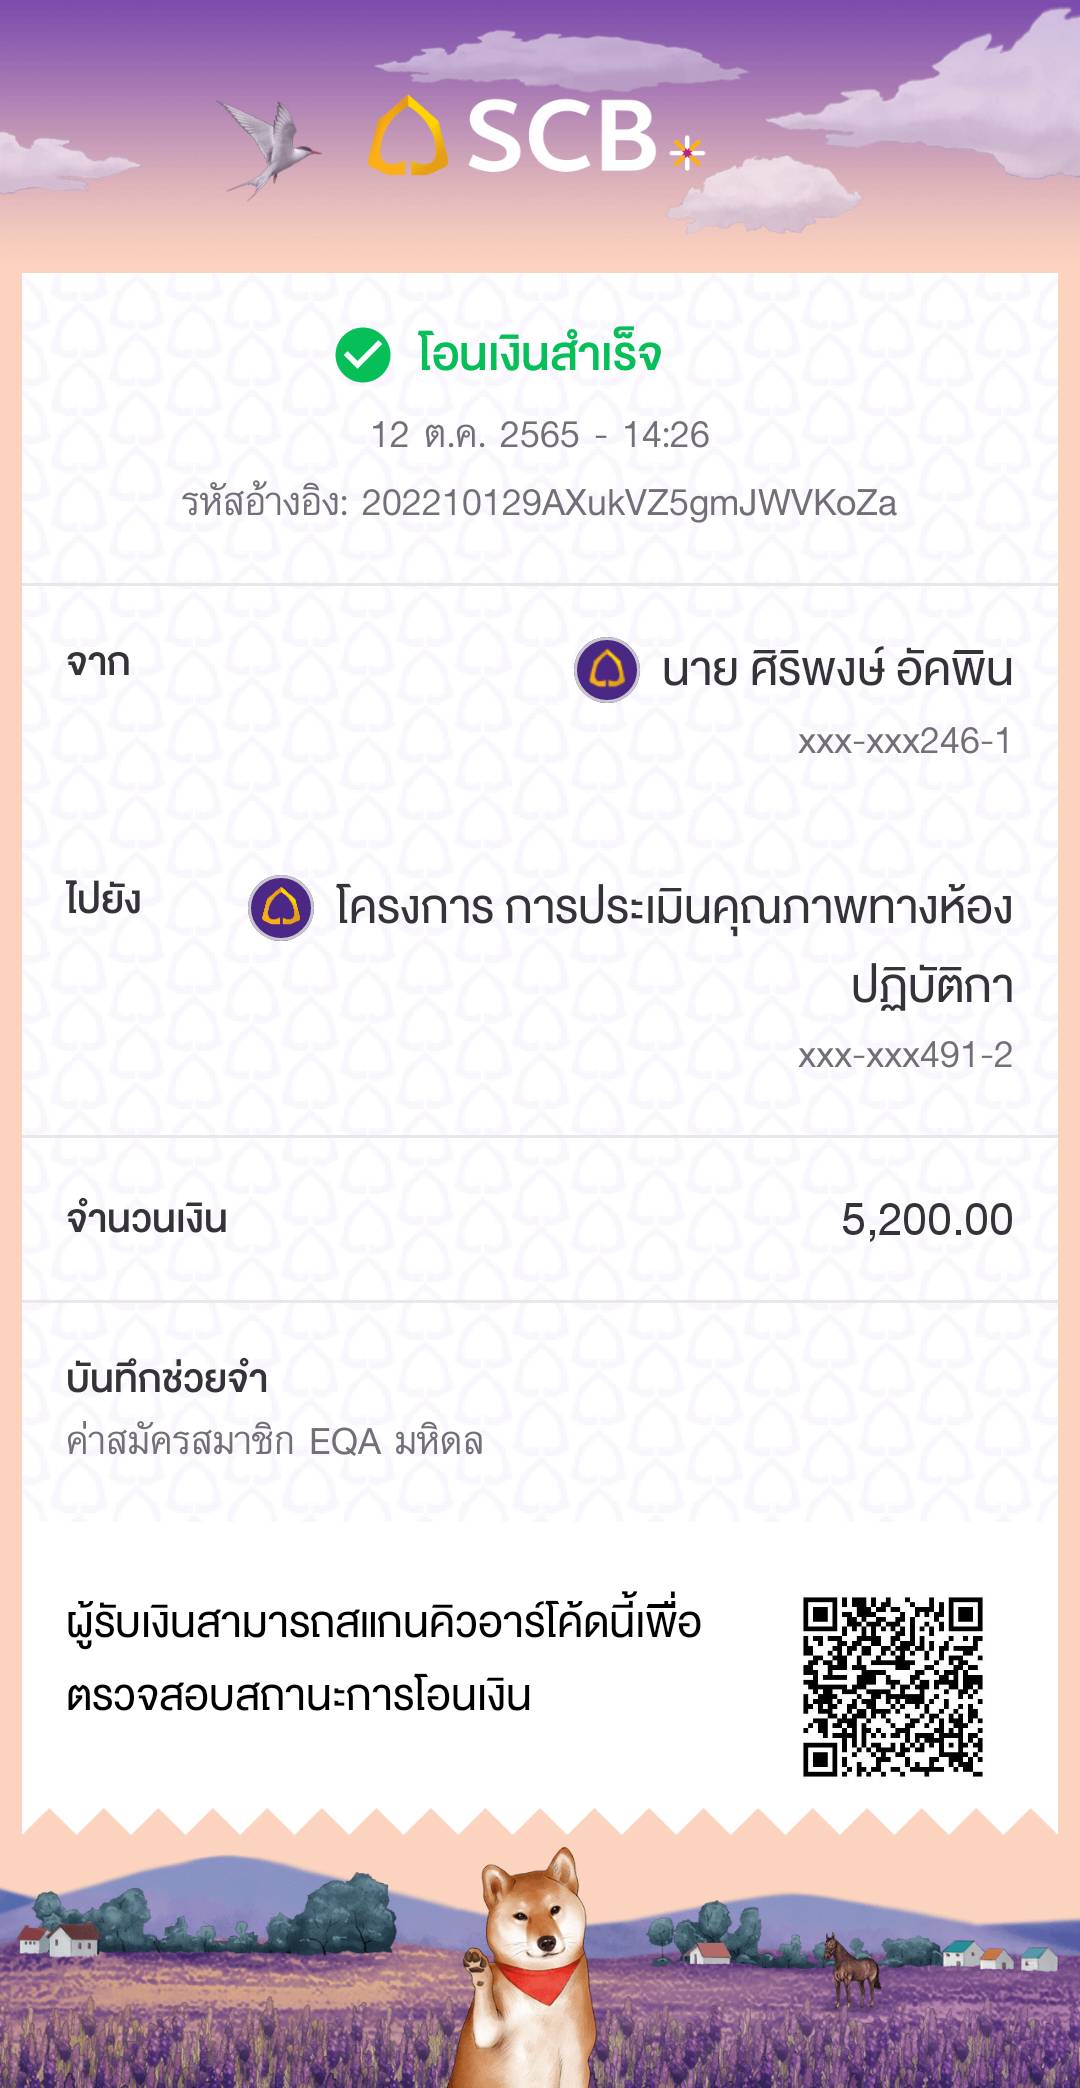 SCB
โอนเงินสำเร็จ
12 ต.ค. 2565 - 14:26
รหัสอ้างอิง: 202210129AXukVZ5gmJWVKoZa
จาก
นาย ศิริพงษ์ อัคพิน
xxx-xxx246-1
ไปยัง
โครงการ การประเมินคุณภาพทางห้อง
ปฏิบัติกา
xxx-xxx491-2
จำนวนเงิน
5,200.00
บันทึกช่วยจำ
ค่าสมัครสมาชิก EQA มหิดล
ผู้รับเงินสามารถสแกนคิวอาร์โค้ดนี้เพื่อ
ตรวจสอบสถานะการโอนเงิน